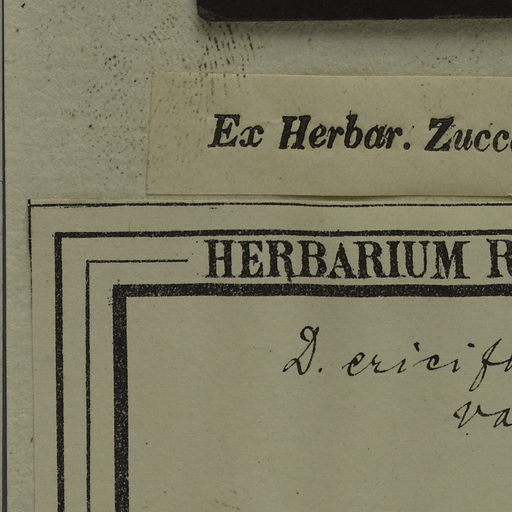 Ex Herbar. Zucc
HERBARIUM R
D. ericif
va